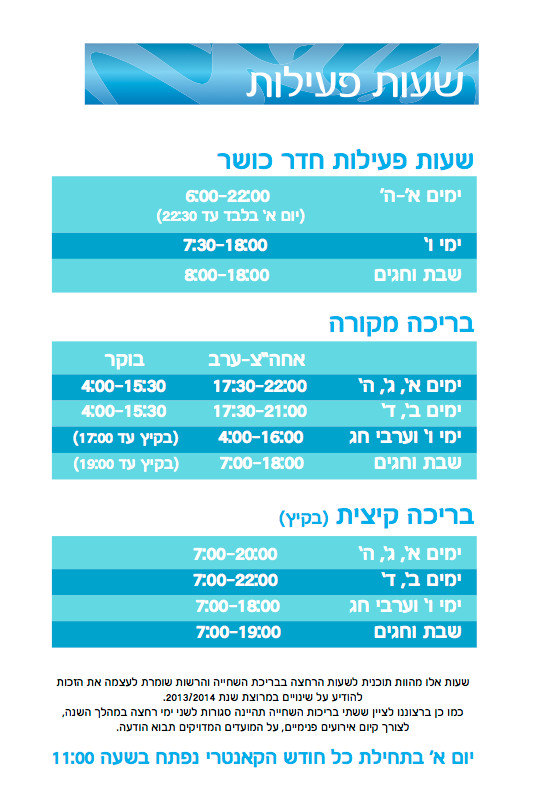 שעות פעילות
שעות פעילות חדר כושר
ימים א'-ה' 6:00-22:00
(יום א' בלבד עד 22:30)
ימי ו' 7:30-18:00
שבת וחגים 8:00-18:00
בריכה מקורה
אחה"צ-ערב בוקר
ימים א', ג', ה' 17:30-22:00 4:00-15:30
ימים ב', ד' 17:30-21:00 4:00-15:30
ימי ו' וערבי חג 4:00-16:00 (בקיץ עד 17:00)
שבת וחגים 7:00-18:00 (בקיץ עד 19:00)
בריכה קיצית (בקיץ)
ימים א', ג', ה' 7:00-20:00
ימים ב', ד' 7:00-22:00
ימי ו' וערבי חג 7:00-18:00
שבת וחגים 7:00-19:00
שעות אלו מהוות תוכנית לשעות הרחצה בבריכת השחייה והרשות שומרת לעצמה את הזכות
להודיע על שינויים במרוצת שנת 2013/2014.
כמו כן ברצוננו לציין ששתי בריכות השחייה תהיינה סגורות לשני ימי רחצה במהלך השנה,
לצורך קיום אירועים פנימיים, על המועדים המדויקים תבוא הודעה.
יום א' בתחילת כל חודש הקאנטרי נפתח בשעה 11:00